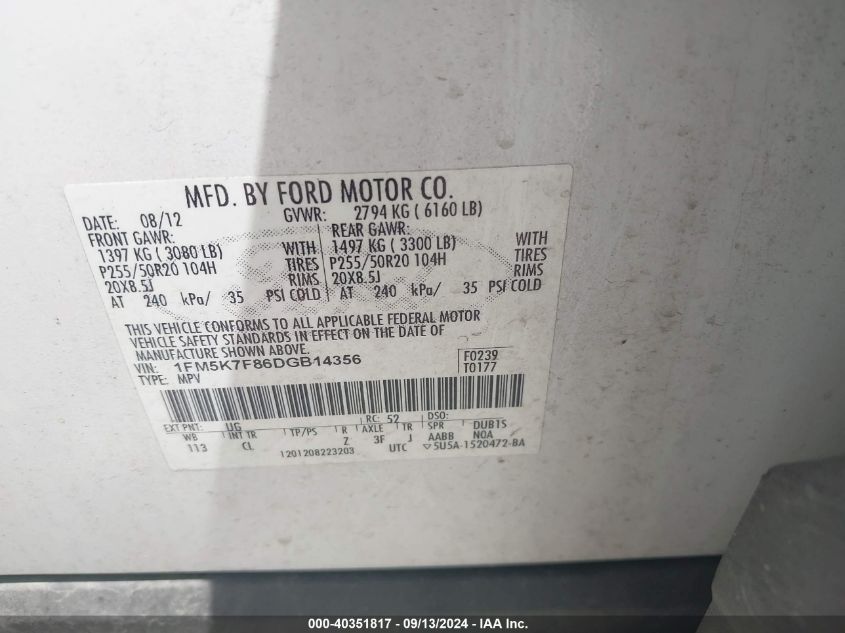 MFD. BY FORD MOTOR CO.
DATE: 08/12 GVWR: 2794 KG ( 6160 LB)
FRONT GAWR: REAR GAWR:
1397 KG ( 3080 LB) WITH 1497 KG ( 3300 LB) WITH
P255/50R20 104H TIRES P255/50R20 104H TIRES
20X8.5J RIMS 20X8.5J RIMS
AT 240 kPa/ 35 PSI COLD AT 240 kPa/ 35 PSI COLD
THIS VEHICLE CONFORMS TO ALL APPLICABLE FEDERAL MOTOR
VEHICLE SAFETY STANDARDS IN EFFECT ON THE DATE OF
MANUFACTURE SHOWN ABOVE.
VIN: 1FM5K7F86DGB14356 F0239
TYPE: MPV T0177
EXT PNT: UG RC: 52 DSO:
WB INT TR TP/PS R AXLE TR SPR DUB1S
113 CL Z 3F J AABB NOA
1201208223203 UTC ▽5U5A-1520472-BA
000-40351817 - 09/13/2024 - IAA Inc.